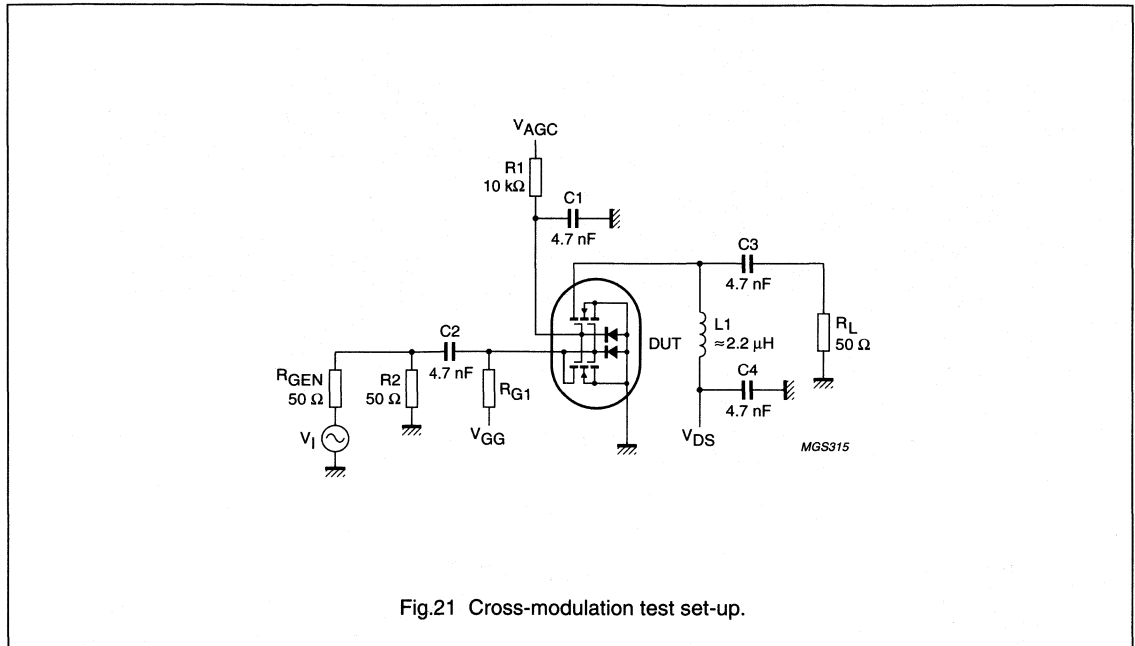 VAGC
R1
10 kΩ
C1
4.7 nF
C3
4.7 nF
L1
≈2.2 μH
RL
50 Ω
DUT
C2
4.7 nF
RGEN
50 Ω
R2
50 Ω
RG1
C4
4.7 nF
VI
VGG
VDS
MGS315
Fig.21 Cross-modulation test set-up.